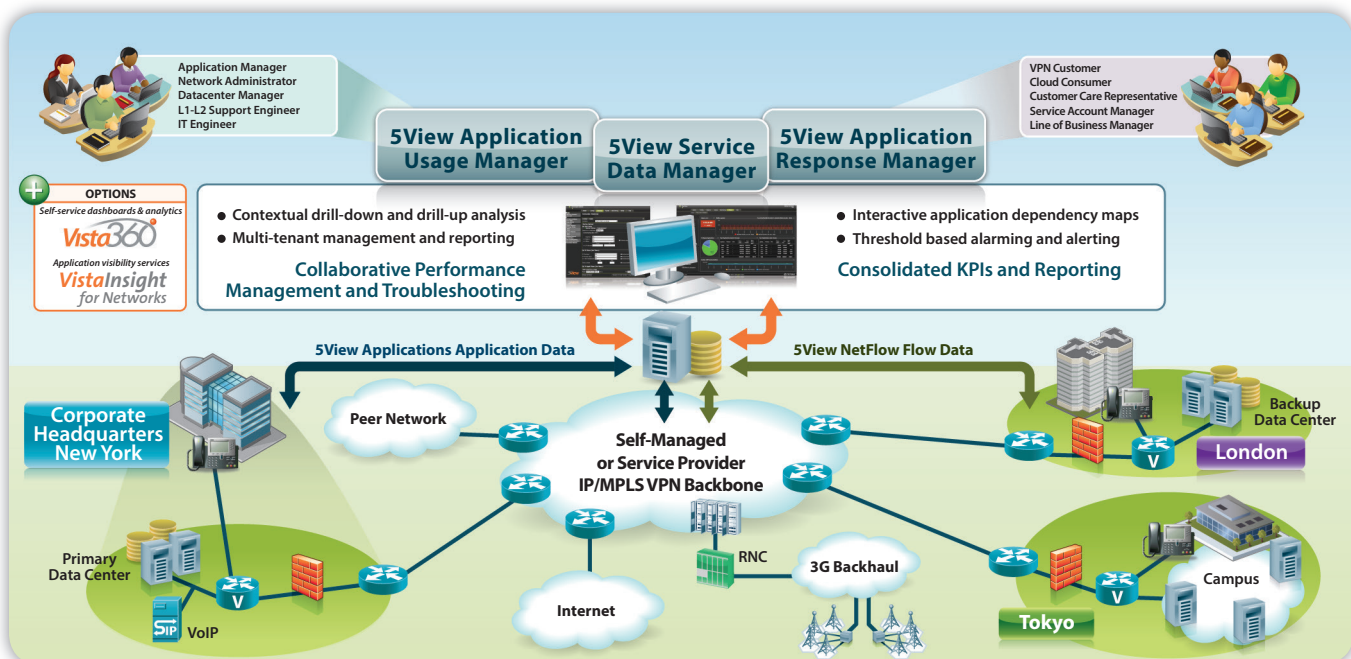 Application Manager
Network Administrator
Datacenter Manager
L1-L2 Support Engineer
IT Engineer
VPN Customer
Cloud Consumer
Customer Care Representative
Service Account Manager
Line of Business Manager
5View Application
Usage Manager
5View Service
Data Manager
5View Application
Response Manager
OPTIONS
Self-service dashboards & analytics
Vista360°
Application visibility services
VistaInsight
for Networks
• Contextual drill-down and drill-up analysis
• Multi-tenant management and reporting
Collaborative Performance
Management and Troubleshooting
• Interactive application dependency maps
• Threshold based alarming and alerting
Consolidated KPIs and Reporting
5View Applications Application Data
5View NetFlow Flow Data
Corporate
Headquarters
New York
Peer Network
Self-Managed
or Service Provider
IP/MPLS VPN Backbone
Backup
Data Center
V
London
Primary
Data Center
V
SIP
VoIP
Internet
RNC
3G Backhaul
V
Campus
Tokyo